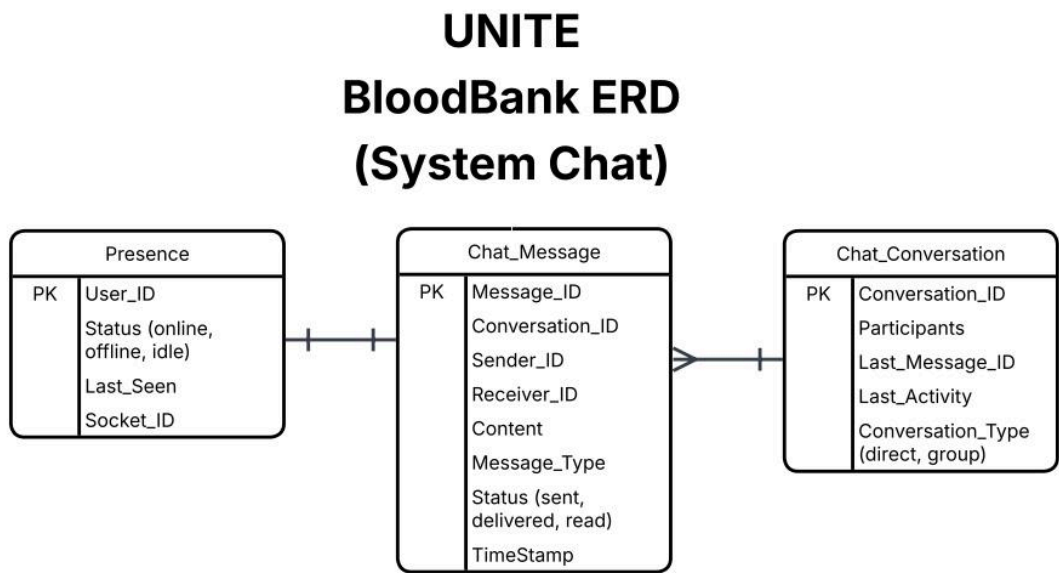 UNITE
BloodBank ERD
(System Chat)
Presence
PK User_ID
Status (online,
offline, idle)
Last_Seen
Socket_ID
Chat_Message
PK Message_ID
Conversation_ID
Sender_ID
Receiver_ID
Content
Message_Type
Status (sent,
delivered, read)
TimeStamp
Chat_Conversation
PK Conversation_ID
Participants
Last_Message_ID
Last_Activity
Conversation_Type
(direct, group)